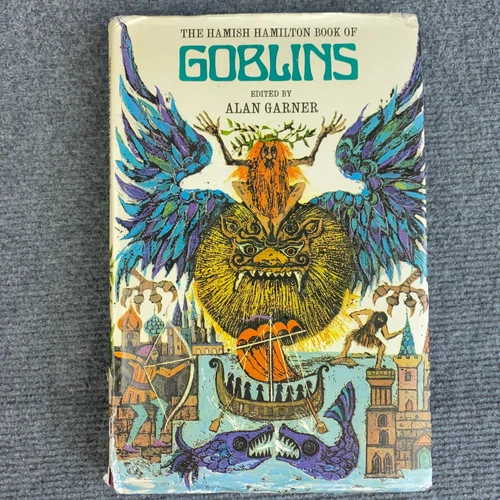 THE HAMISH HAMILTON BOOK OF
GOBLINS
EDITED BY
ALAN GARNER